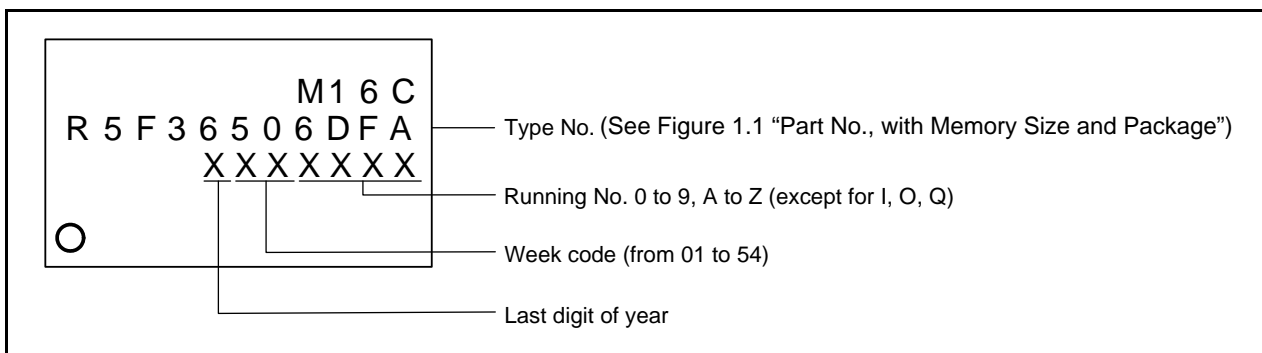 M16C
R5F36506DFA
XXXXXXX
Type No. (See Figure 1.1 “Part No., with Memory Size and Package”)
Running No. 0 to 9, A to Z (except for I, O, Q)
Week code (from 01 to 54)
Last digit of year